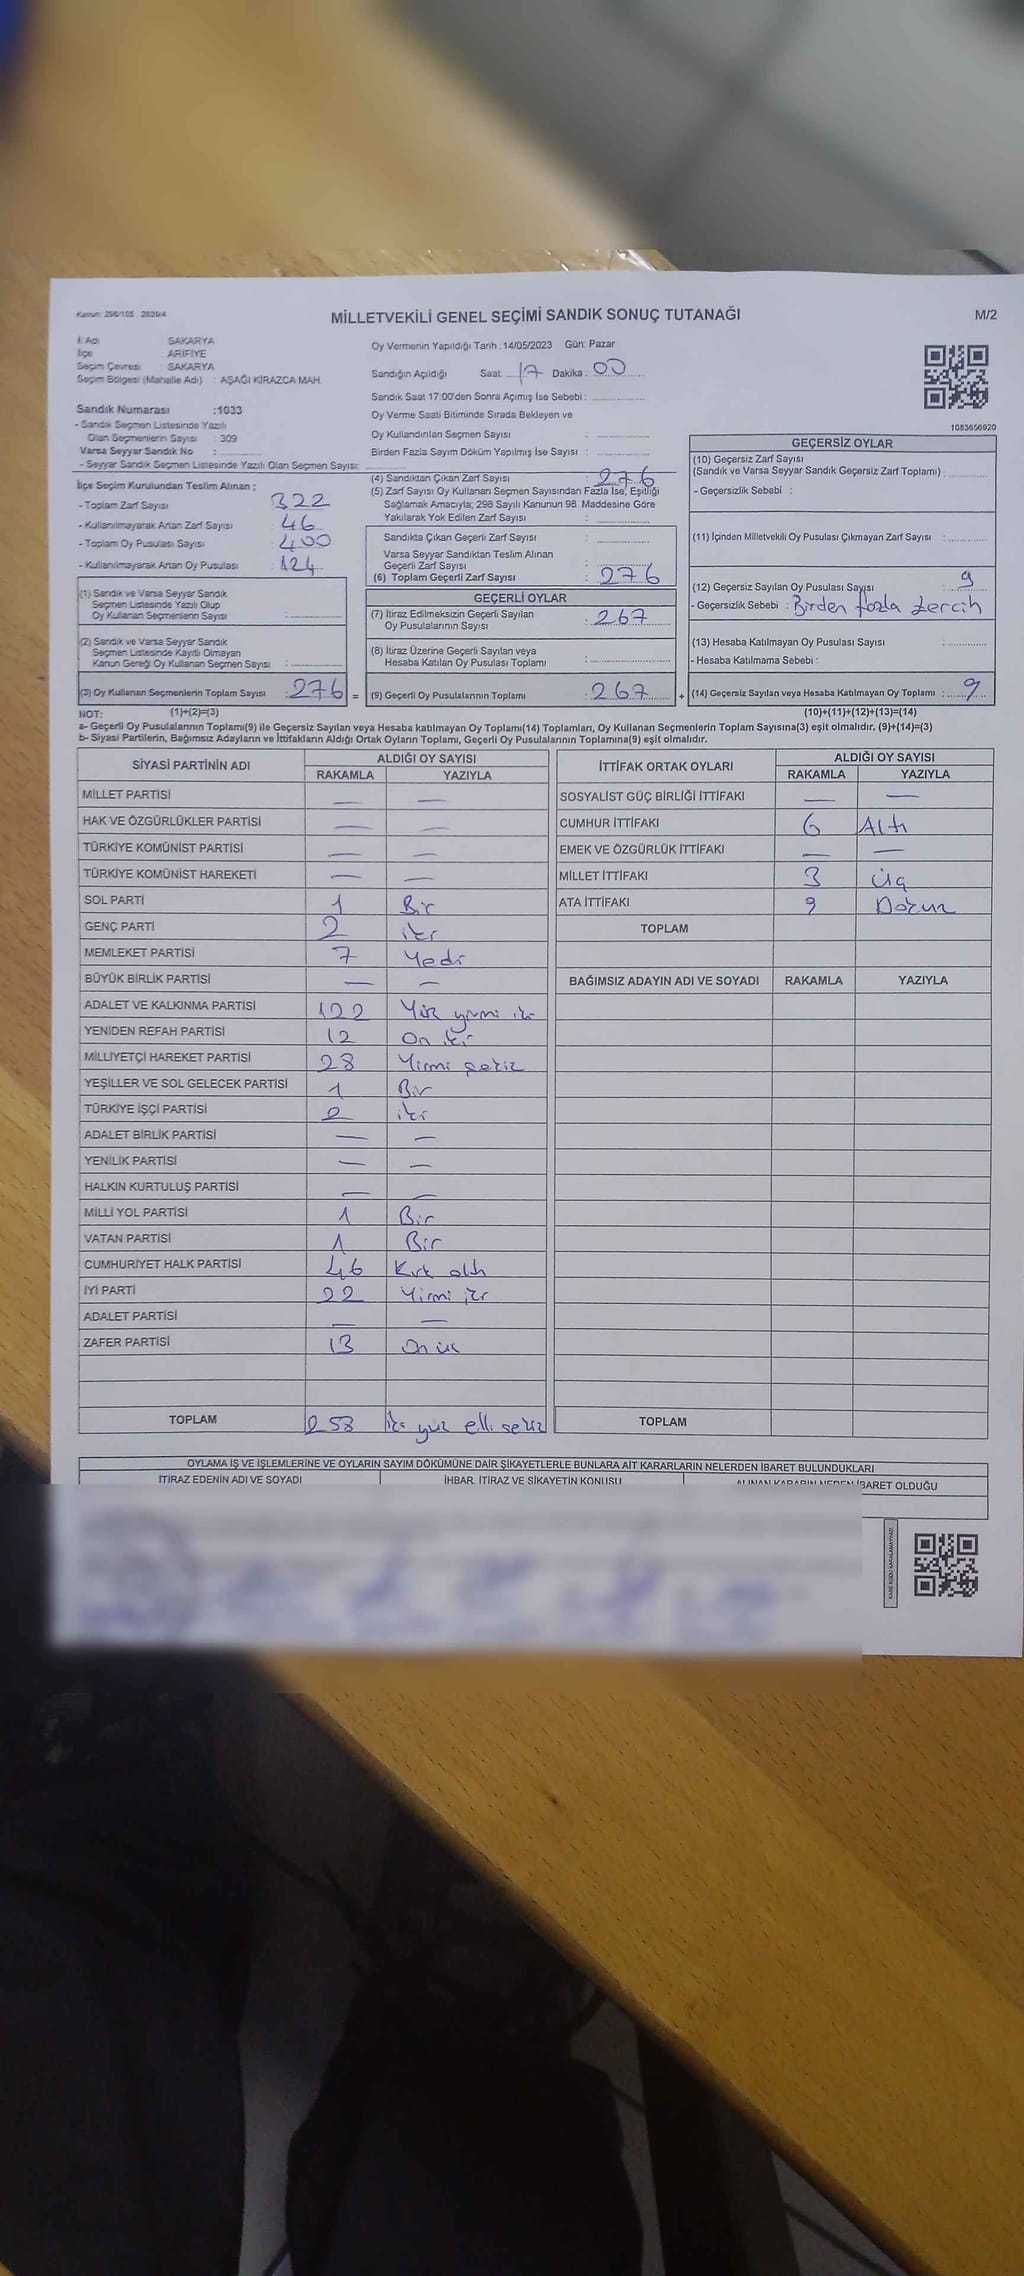 Kanun: 298/105 , 2839/4
MİLLETVEKİLİ GENEL SEÇİMİ SANDIK SONUÇ TUTANAĞI
M/2
İl Adı : SAKARYA
İlçe : ARİFİYE
Seçim Çevresi : SAKARYA
Seçim Bölgesi (Mahalle Adı) : AŞAĞI KİRAZCA MAH.
Sandık Numarası :1033
- Sandık Seçmen Listesinde Yazılı
Olan Seçmenlerin Sayısı : 309
Varsa Seyyar Sandık No :
- Seyyar Sandık Seçmen Listesinde Yazılı Olan Seçmen Sayısı:
Oy Vermenin Yapıldığı Tarih :14/05/2023 Gün: Pazar
Sandığın Açıldığı Saat: 17 Dakika : 00
Sandık Saat 17:00'den Sonra Açımış İse Sebebi :
Oy Verme Saati Bitiminde Sırada Bekleyen ve
Oy Kullandırılan Seçmen Sayısı :
Birden Fazla Sayım Döküm Yapılmış İse Sayısı :
1083656920
İlçe Seçim Kurulundan Teslim Alınan ;
- Toplam Zarf Sayısı : 322
- Kullanılmayarak Artan Zarf Sayısı : 46
- Toplam Oy Pusulası Sayısı : 400
- Kullanılmayarak Artan Oy Pusulası : 124
(1) Sandık ve Varsa Seyyar Sandık
Seçmen Listesinde Yazılı Olup
Oy Kullanan Seçmenlerin Sayısı :
(2) Sandık ve Varsa Seyyar Sandık
Seçmen Listesinde Kayıtlı Olmayan
Kanun Gereği Oy Kullanan Seçmen Sayısı :
(3) Oy Kullanan Seçmenlerin Toplam Sayısı : 276 =
(4) Sandıktan Çıkan Zarf Sayısı : 276
(5) Zarf Sayısı Oy Kullanan Seçmen Sayısından Fazla İse, Eşitliği
Sağlamak Amacıyla; 298 Sayılı Kanunun 98. Maddesine Göre
Yakılarak Yok Edilen Zarf Sayısı :
Sandıkta Çıkan Geçerli Zarf Sayısı :
Varsa Seyyar Sandıktan Teslim Alınan
Geçerli Zarf Sayısı :
(6) Toplam Geçerli Zarf Sayısı : 276
GEÇERLİ OYLAR
(7) İtiraz Edilmeksizin Geçerli Sayılan
Oy Pusulalarının Sayısı : 267
(8) İtiraz Üzerine Geçerli Sayılan veya
Hesaba Katılan Oy Pusulası Toplamı :
(9) Geçerli Oy Pusulalarının Toplamı : 267 +
GEÇERSİZ OYLAR
(10) Geçersiz Zarf Sayısı
(Sandık ve Varsa Seyyar Sandık Geçersiz Zarf Toplamı) :
- Geçersizlik Sebebi :
(11) İçinden Milletvekili Oy Pusulası Çıkmayan Zarf Sayısı :
(12) Geçersiz Sayılan Oy Pusulası Sayısı : 9
- Geçersizlik Sebebi : Birden fazla tercih
(13) Hesaba Katılmayan Oy Pusulası Sayısı :
- Hesaba Katılmama Sebebi :
(14) Geçersiz Sayılan veya Hesaba Katılmayan Oy Toplamı : 9
NOT: (1)+(2)=(3) (10)+(11)+(12)+(13)=(14)
a- Geçerli Oy Pusulalarının Toplamı(9) ile Geçersiz Sayılan veya Hesaba katılmayan Oy Toplamı(14) Toplamları, Oy Kullanan Seçmenlerin Toplam Sayısına(3) eşit olmalıdır. (9)+(14)=(3)
b- Siyasi Partilerin, Bağımsız Adayların ve İttifakların Aldığı Ortak Oyların Toplamı, Geçerli Oy Pusulalarının Toplamına(9) eşit olmalıdır.
SİYASİ PARTİNİN ADI ALDIĞI OY SAYISI
RAKAMLA YAZIYLA
MİLLET PARTİSİ — —
HAK VE ÖZGÜRLÜKLER PARTİSİ — —
TÜRKİYE KOMÜNİST PARTİSİ — —
TÜRKİYE KOMÜNİST HAREKETİ — —
SOL PARTİ 1 Bir
GENÇ PARTİ 2 iki
MEMLEKET PARTİSİ 7 Yedi
BÜYÜK BİRLİK PARTİSİ — —
ADALET VE KALKINMA PARTİSİ 122 Yüz yirmi iki
YENİDEN REFAH PARTİSİ 12 On iki
MİLLİYETÇİ HAREKET PARTİSİ 28 Yirmi sekiz
YEŞİLLER VE SOL GELECEK PARTİSİ 1 Bir
TÜRKİYE İŞÇİ PARTİSİ 2 iki
ADALET BİRLİK PARTİSİ — —
YENİLİK PARTİSİ — —
HALKIN KURTULUŞ PARTİSİ — —
MİLLİ YOL PARTİSİ 1 Bir
VATAN PARTİSİ 1 Bir
CUMHURİYET HALK PARTİSİ 46 Kırk altı
İYİ PARTİ 22 Yirmi iki
ADALET PARTİSİ — —
ZAFER PARTİSİ 13 On üç
TOPLAM 258 İki yüz elli sekiz
İTTİFAK ORTAK OYLARI ALDIĞI OY SAYISI
RAKAMLA YAZIYLA
SOSYALİST GÜÇ BİRLİĞİ İTTİFAKI — —
CUMHUR İTTİFAKI 6 Altı
EMEK VE ÖZGÜRLÜK İTTİFAKI — —
MİLLET İTTİFAKI 3 Üç
ATA İTTİFAKI 9 Dokuz
TOPLAM
BAĞIMSIZ ADAYIN ADI VE SOYADI RAKAMLA YAZIYLA
TOPLAM
OYLAMA İŞ VE İŞLEMLERİNE VE OYLARIN SAYIM DÖKÜMÜNE DAİR ŞİKAYETLERLE BUNLARA AİT KARARLARIN NELERDEN İBARET BULUNDUKLARI
İTİRAZ EDENİN ADI VE SOYADI İHBAR, İTİRAZ VE ŞİKAYETİN KONUSU ALINAN KARARIN NEDEN İBARET OLDUĞU